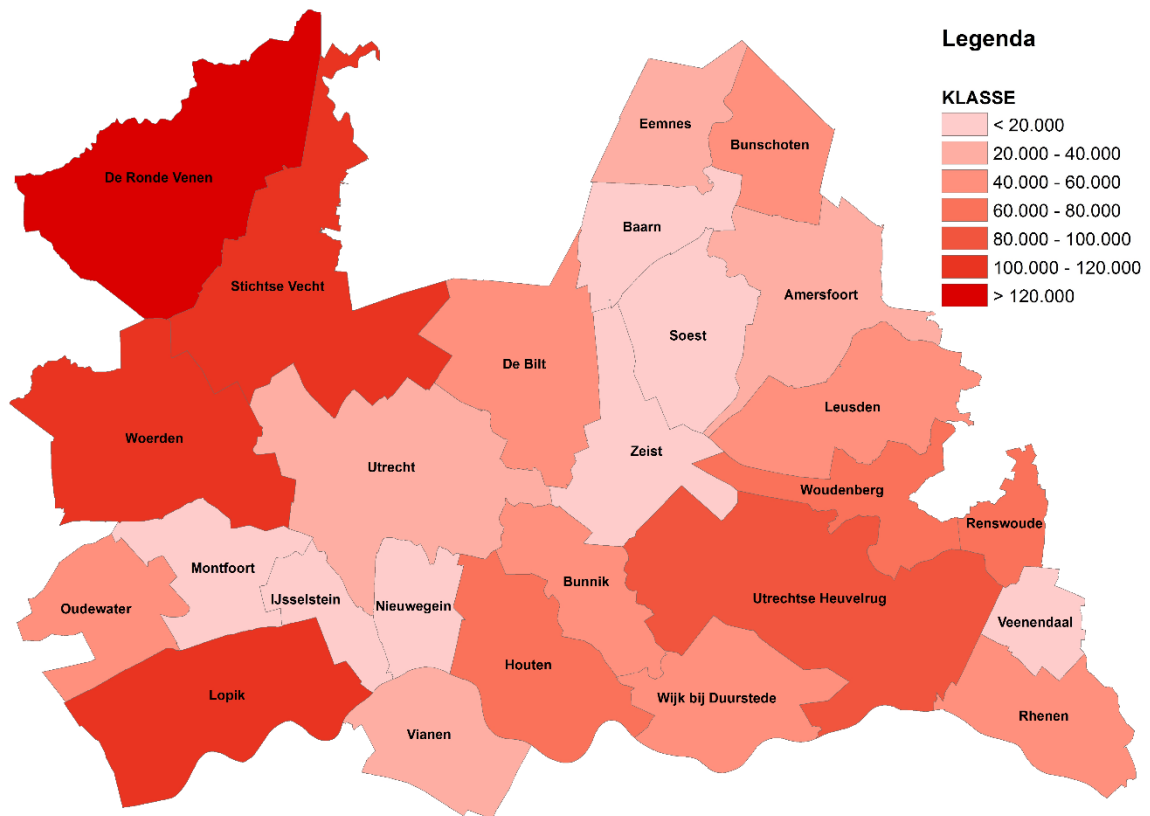 Legenda
KLASSE
< 20.000
20.000 - 40.000
40.000 - 60.000
60.000 - 80.000
80.000 - 100.000
100.000 - 120.000
> 120.000
Eemnes
Bunschoten
De Ronde Venen
Baarn
Stichtse Vecht
Amersfoort
Soest
De Bilt
Leusden
Woerden
Zeist
Utrecht
Woudenberg
Renswoude
Montfoort
Bunnik
IJsselstein
Nieuwegein
Utrechtse Heuvelrug
Oudewater
Veenendaal
Houten
Lopik
Wijk bij Duurstede
Rhenen
Vianen